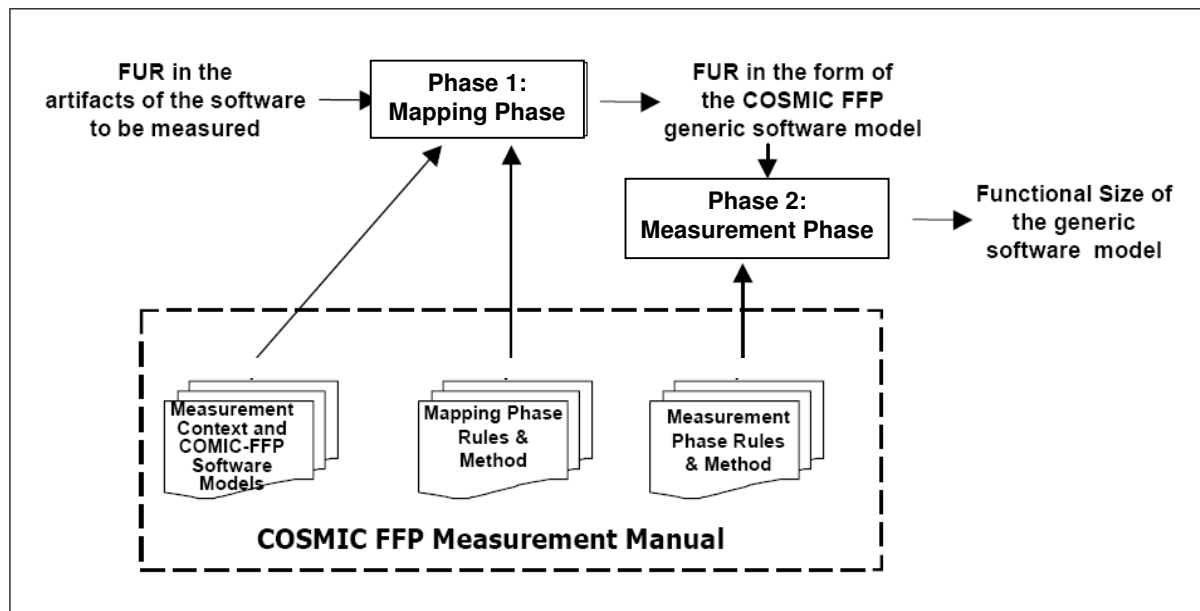 FUR in the
artifacts of the software
to be measured
Phase 1:
Mapping Phase
FUR in the form of
the COSMIC FFP
generic software model
Phase 2:
Measurement Phase
Functional Size of
the generic
software model
Measurement
Context and
COMIC-FFP
Software
Models
Mapping Phase
Rules &
Method
Measurement
Phase Rules
& Method
COSMIC FFP Measurement Manual